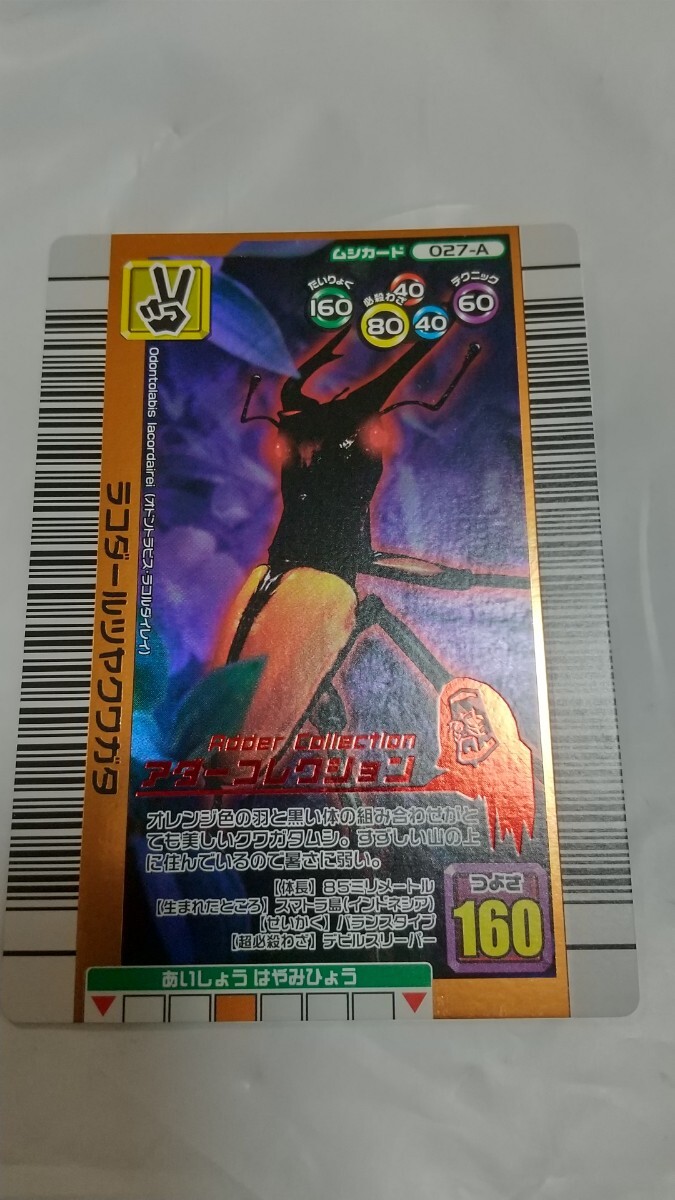 ムシカード 027-A
たいりょく
160
必殺わざ
40
80
40
テクニック
60
Odontolabis lacordairei (オドントラビス・ラコルダイレイ)
ラコダールツヤクワガタ
Adder Collection
アダーコレクション
オレンジ色の羽と黒い体の組み合わせがと
ても美しいクワガタムシ。すずしい山の上
に住んでいるので暑さに弱い。
【体長】85ミリメートル
【生まれたところ】スマトラ島(インドネシア)
【せいかく】バランスタイプ
【超必殺わざ】デビルスリーパー
つよさ
160
あいしょう はやみひょう